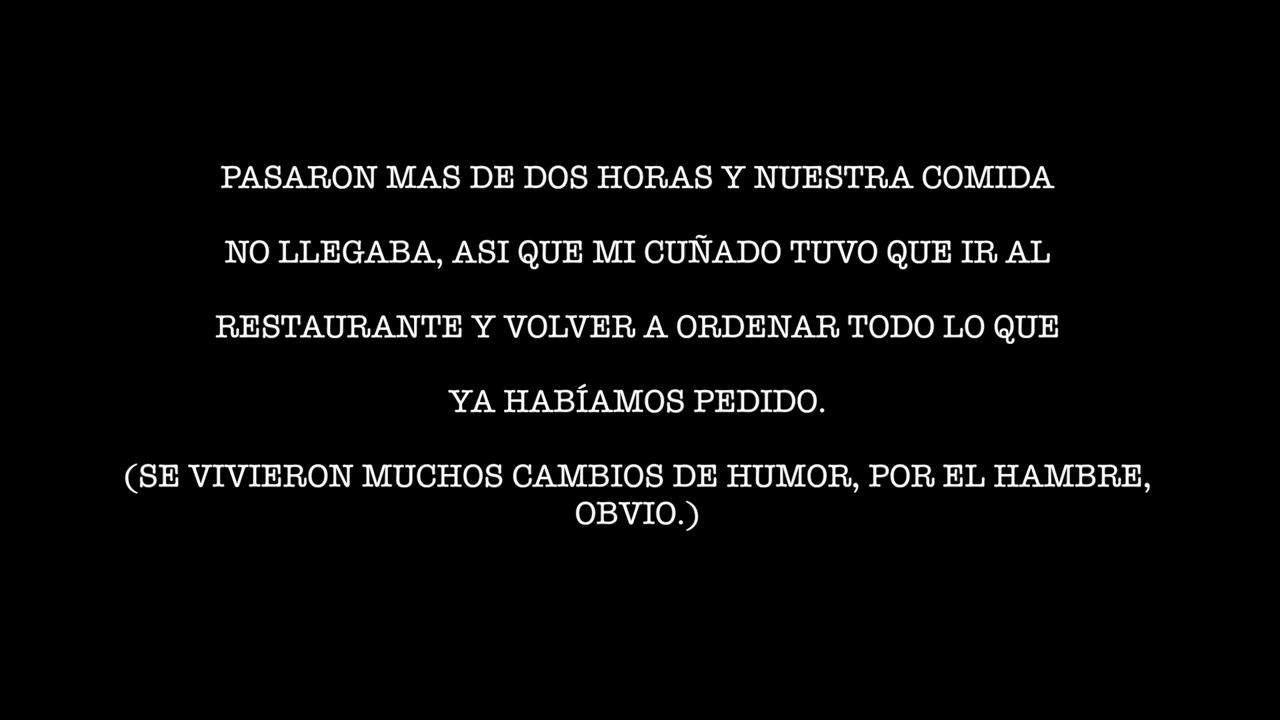 PASARON MAS DE DOS HORAS Y NUESTRA COMIDA
NO LLEGABA, ASI QUE MI CUÑADO TUVO QUE IR AL
RESTAURANTE Y VOLVER A ORDENAR TODO LO QUE
YA HABÍAMOS PEDIDO.
(SE VIVIERON MUCHOS CAMBIOS DE HUMOR, POR EL HAMBRE,
OBVIO.)